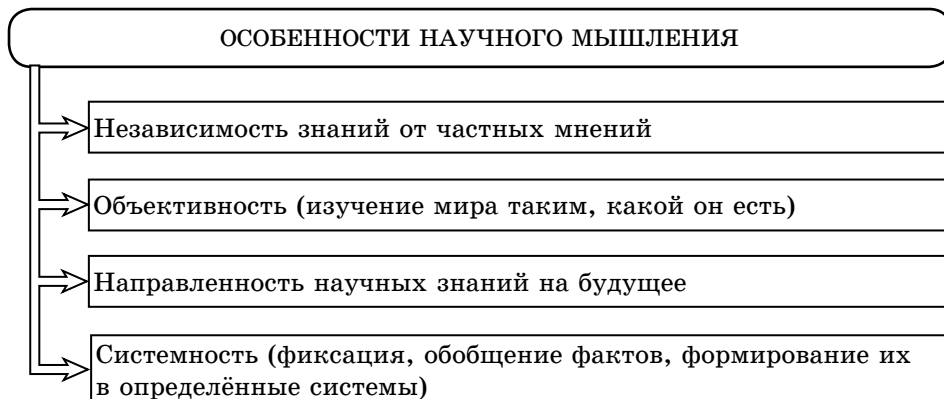 ОСОБЕННОСТИ НАУЧНОГО МЫШЛЕНИЯ
Независимость знаний от частных мнений
Объективность (изучение мира таким, какой он есть)
Направленность научных знаний на будущее
Системность (фиксация, обобщение фактов, формирование их
в определённые системы)